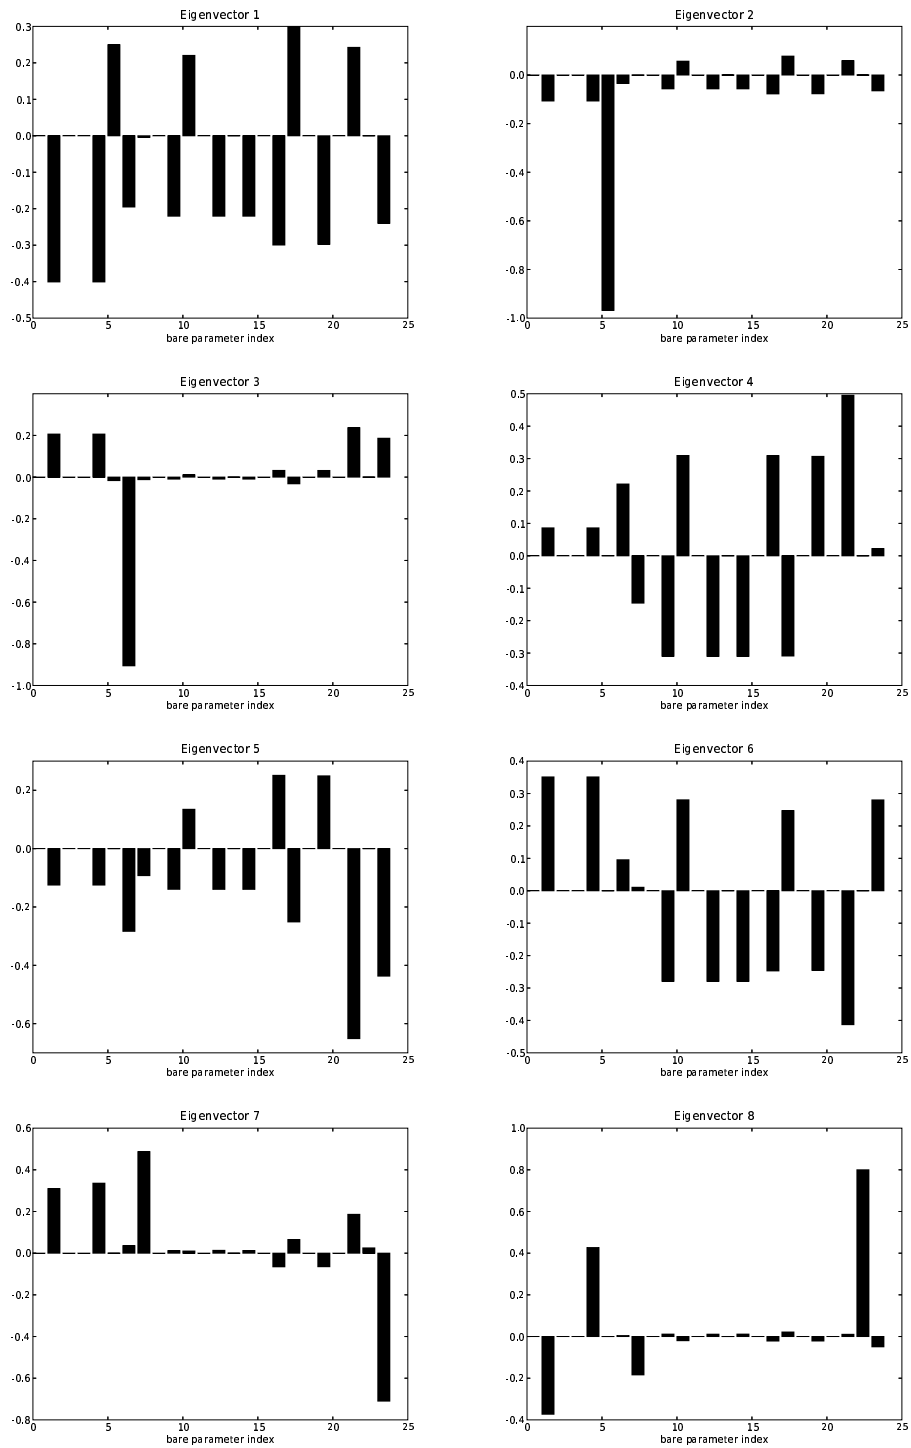 Eigenvector 1
0.3
0.2
0.1
0.0
-0.1
-0.2
-0.3
-0.4
-0.5
0 5 10 15 20 25
bare parameter index
Eigenvector 2
0.0
-0.2
-0.4
-0.6
-0.8
-1.0
0 5 10 15 20 25
bare parameter index
Eigenvector 3
0.2
0.0
-0.2
-0.4
-0.6
-0.8
-1.0
0 5 10 15 20 25
bare parameter index
Eigenvector 4
0.5
0.4
0.3
0.2
0.1
0.0
-0.1
-0.2
-0.3
-0.4
0 5 10 15 20 25
bare parameter index
Eigenvector 5
0.2
0.0
-0.2
-0.4
-0.6
0 5 10 15 20 25
bare parameter index
Eigenvector 6
0.4
0.3
0.2
0.1
0.0
-0.1
-0.2
-0.3
-0.4
-0.5
0 5 10 15 20 25
bare parameter index
Eigenvector 7
0.6
0.4
0.2
0.0
-0.2
-0.4
-0.6
-0.8
0 5 10 15 20 25
bare parameter index
Eigenvector 8
1.0
0.8
0.6
0.4
0.2
0.0
-0.2
-0.4
0 5 10 15 20 25
bare parameter index